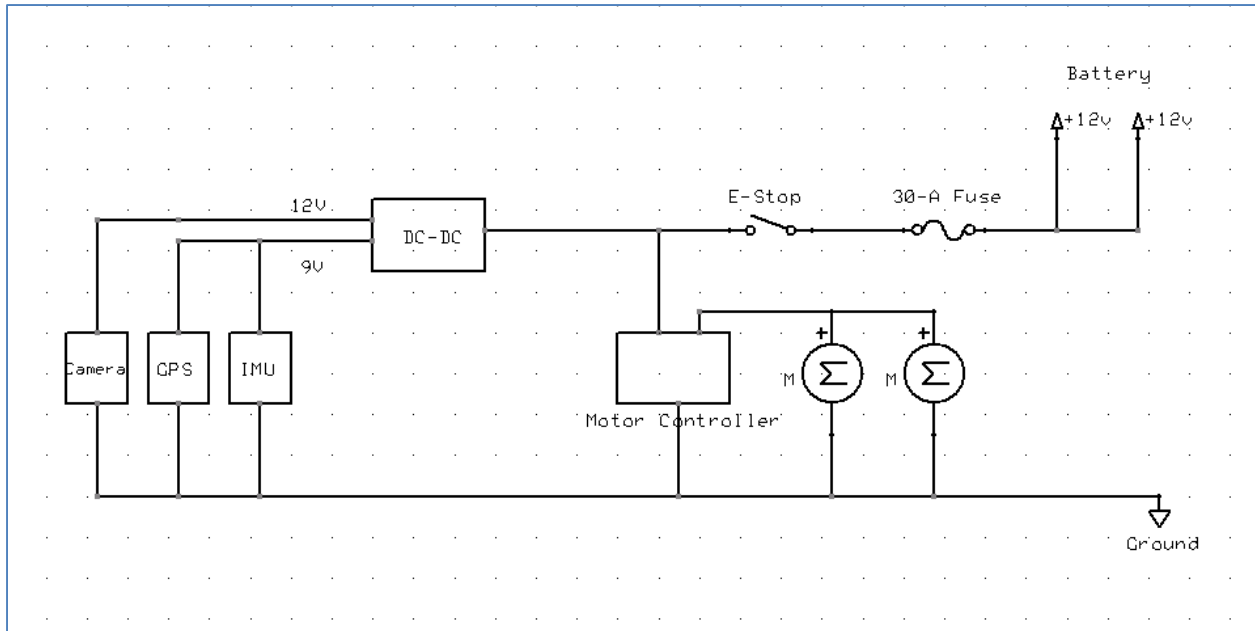 Battery
+12v
+12v
E-Stop
30-A Fuse
12V
DC-DC
9V
+
+
Camera
GPS
IMU
M
Σ
M
Σ
Motor Controller
Ground